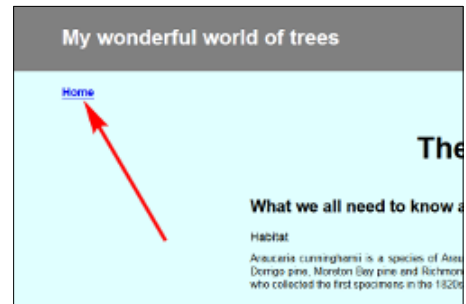 My wonderful world of trees
Home
The
What we all need to know a
Habitat
Araucaria cunninghamii is a species of Arau
Dorrigo pine, Moreton Bay pine and Richmon
who collected the first specimens in the 1820s